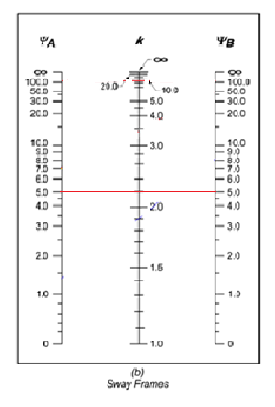 ΨA k ΨB
∞
∞ ∞
20.0 10.0
100.0 100.0
50.0 50.0
30.0 5.0 30.0
20.0 4.0 20.0
10.0 3.0 10.0
9.0 9.0
8.0 8.0
7.0 7.0
6.0 6.0
5.0 5.0
4.0 2.0 4.0
3.0 3.0
2.0 2.0
1.5
1.0 1.0
0 1.0 0
(b)
Sway Frames